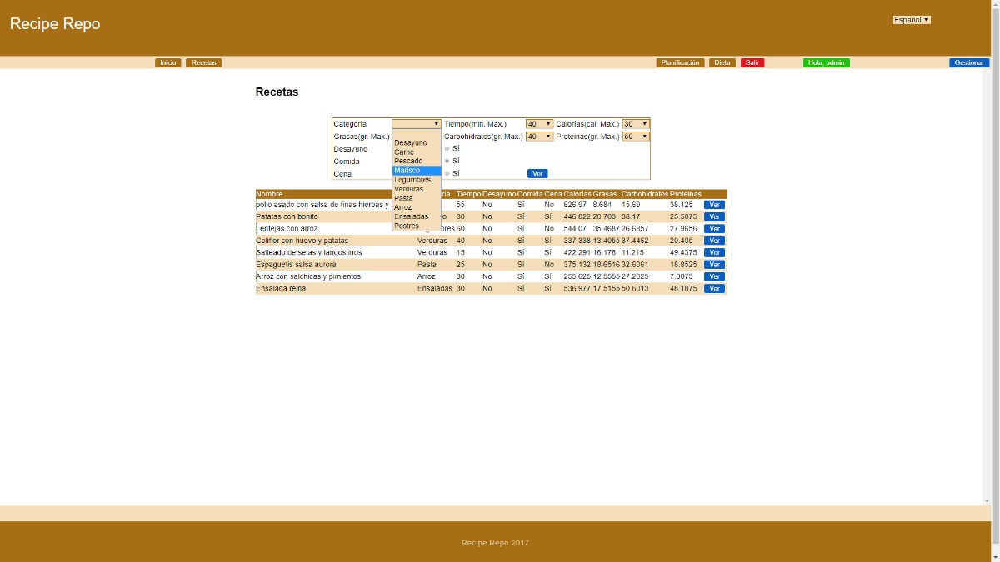 Recipe Repo
Español
Inicio Recetas Planificación Dieta Salir Hola, admin Gestionar
Recetas
Categoría Tiempo(min. Max.) 40 Calorías(cal. Max.) 30
Grasas(gr. Max.) Carbohidratos(gr. Max.) 40 Proteinas(gr. Max.) 50
Desayuno Sí
Comida Sí
Cena Sí Ver
Desayuno
Carne
Pescado
Marisco
Legumbres
Verduras
Pasta
Arroz
Ensaladas
Postres
Nombre ría Tiempo Desayuno Comida Cena Calorías Grasas Carbohidratos Proteinas
pollo asado con salsa de finas hierbas y 55 No Sí No 626.97 8.684 15.69 38.125 Ver
Patatas con bonito o 30 No Sí Sí 446.822 20.703 38.17 25.5875 Ver
Lentejas con arroz res 60 No Sí No 544.07 35.4687 26.6857 27.9656 Ver
Coliflor con huevo y patatas Verduras 40 No Sí Sí 337.338 13.4055 37.4462 20.405 Ver
Salteado de setas y langostinos Verduras 15 No Sí Sí 422.291 16.178 11.215 49.4375 Ver
Espaguetis salsa aurora Pasta 25 No Sí No 375.132 18.6516 32.6061 18.8525 Ver
Arroz con salchicas y pimientos Arroz 30 No Sí Sí 255.625 12.5555 27.2025 7.8875 Ver
Ensalada reina Ensaladas 30 No Sí Sí 536.977 17.5155 50.6013 48.1875 Ver
Recipe Repo 2017